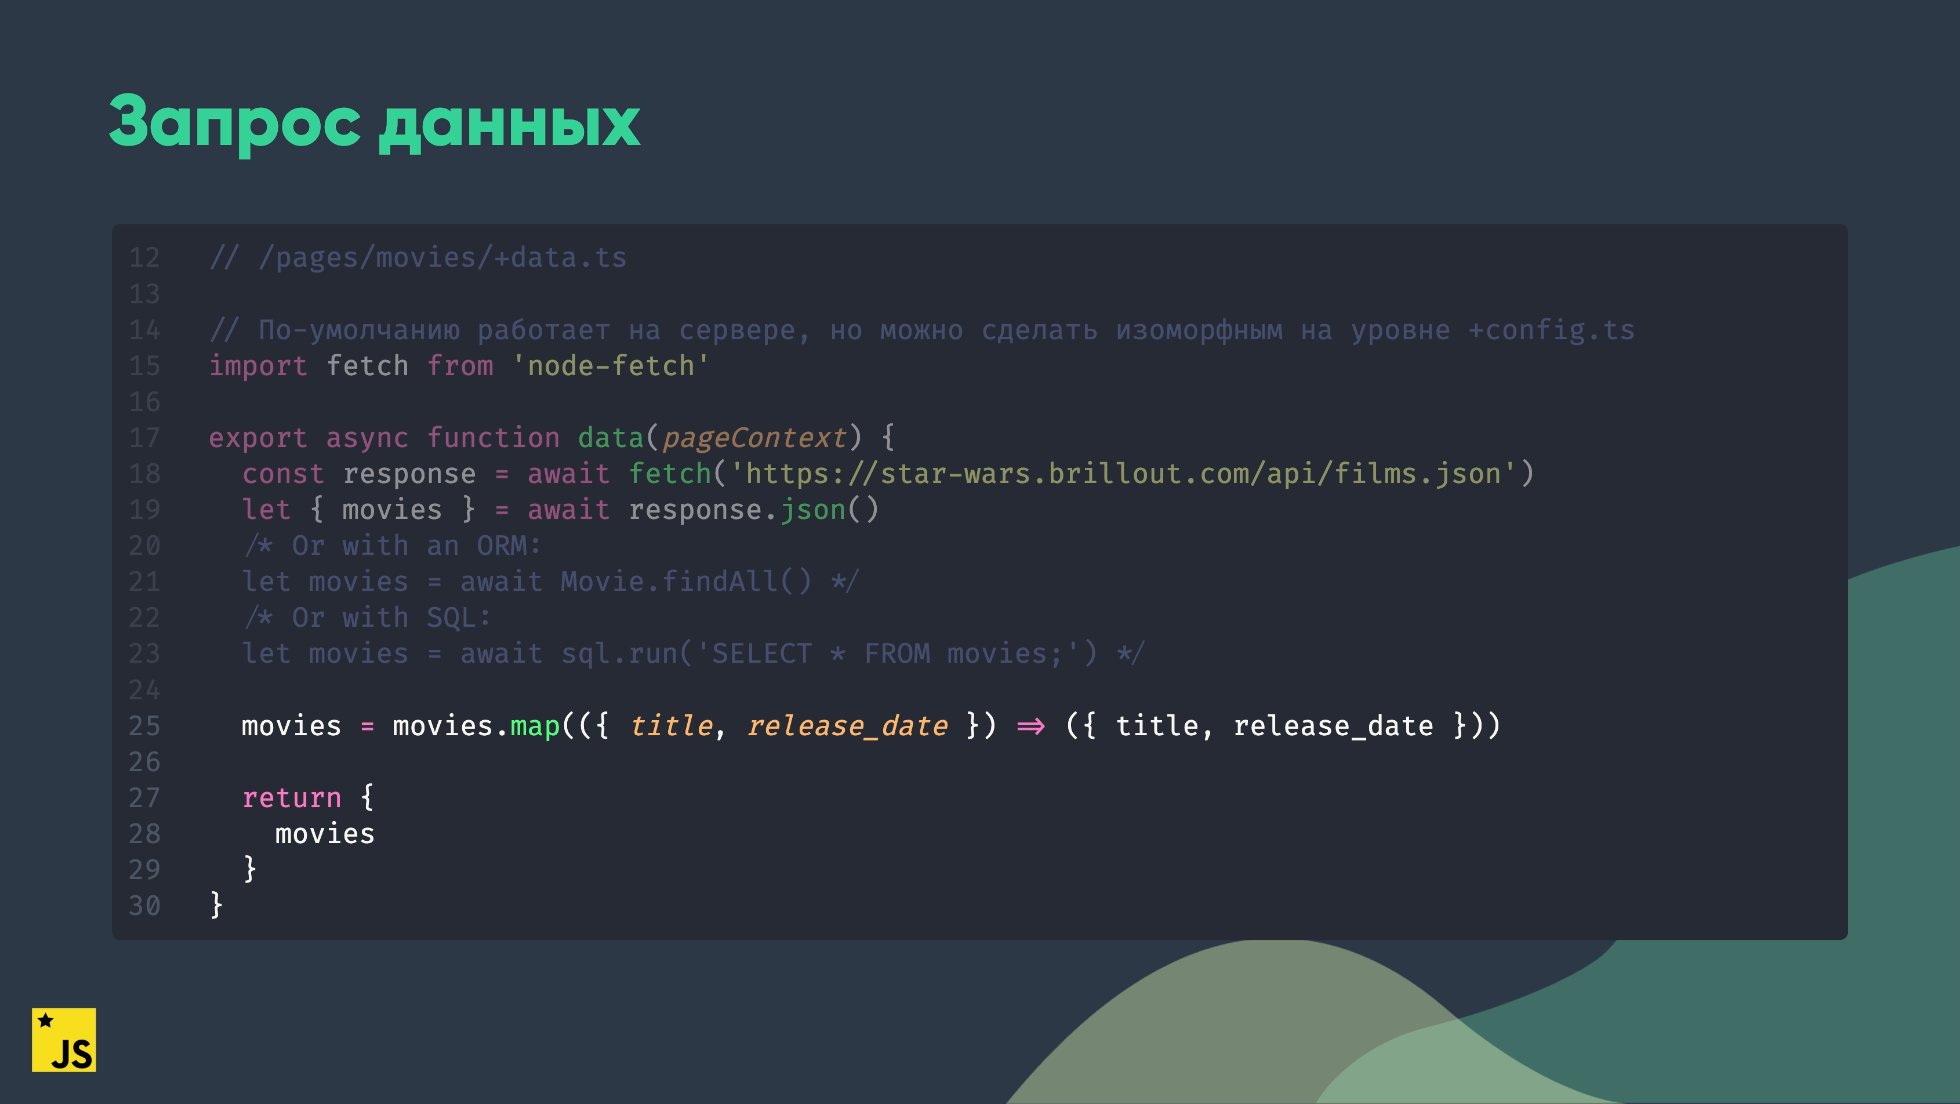 Запрос данных
12 // /pages/movies/+data.ts
13
14 // По-умолчанию работает на сервере, но можно сделать изоморфным на уровне +config.ts
15 import fetch from 'node-fetch'
16
17 export async function data(pageContext) {
18   const response = await fetch('https://star-wars.brillout.com/api/films.json')
19   let { movies } = await response.json()
20   /* Or with an ORM:
21   let movies = await Movie.findAll() */
22   /* Or with SQL:
23   let movies = await sql.run('SELECT * FROM movies;') */
24
25   movies = movies.map(({ title, release_date }) => ({ title, release_date }))
26
27   return {
28     movies
29   }
30 }
JS